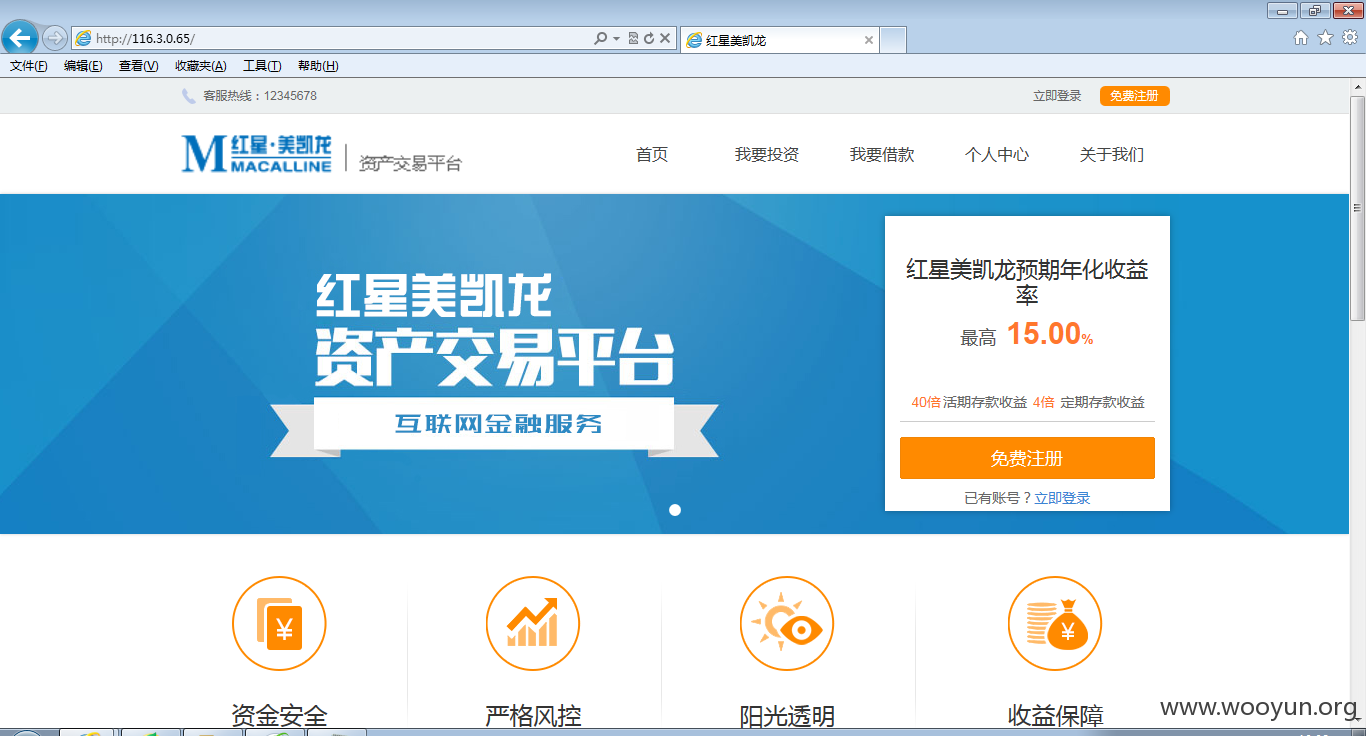 http://116.3.0.65/
红星美凯龙
文件(F) 编辑(E) 查看(V) 收藏夹(A) 工具(T) 帮助(H)
客服热线：12345678
立即登录 免费注册
M 红星·美凯龙
MACALLINE
资产交易平台
首页 我要投资 我要借款 个人中心 关于我们
红星美凯龙
资产交易平台
互联网金融服务
红星美凯龙预期年化收益
率
最高 15.00%
40倍活期存款收益 4倍 定期存款收益
免费注册
已有账号？立即登录
资金安全 严格风控 阳光透明 收益保障
www.wooyun.org